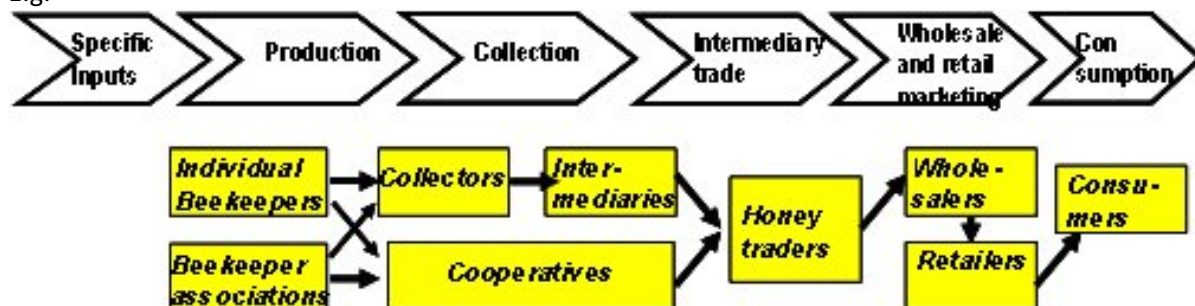 Specific
Inputs
Production
Collection
Intermediary
trade
Wholesale
and retail
marketing
Con
sumption
Individual
Beekeepers
Collectors
Inter-
mediaries
Honey
traders
Whole-
salers
Consu-
mers
Beekeeper
associations
Cooperatives
Retailers